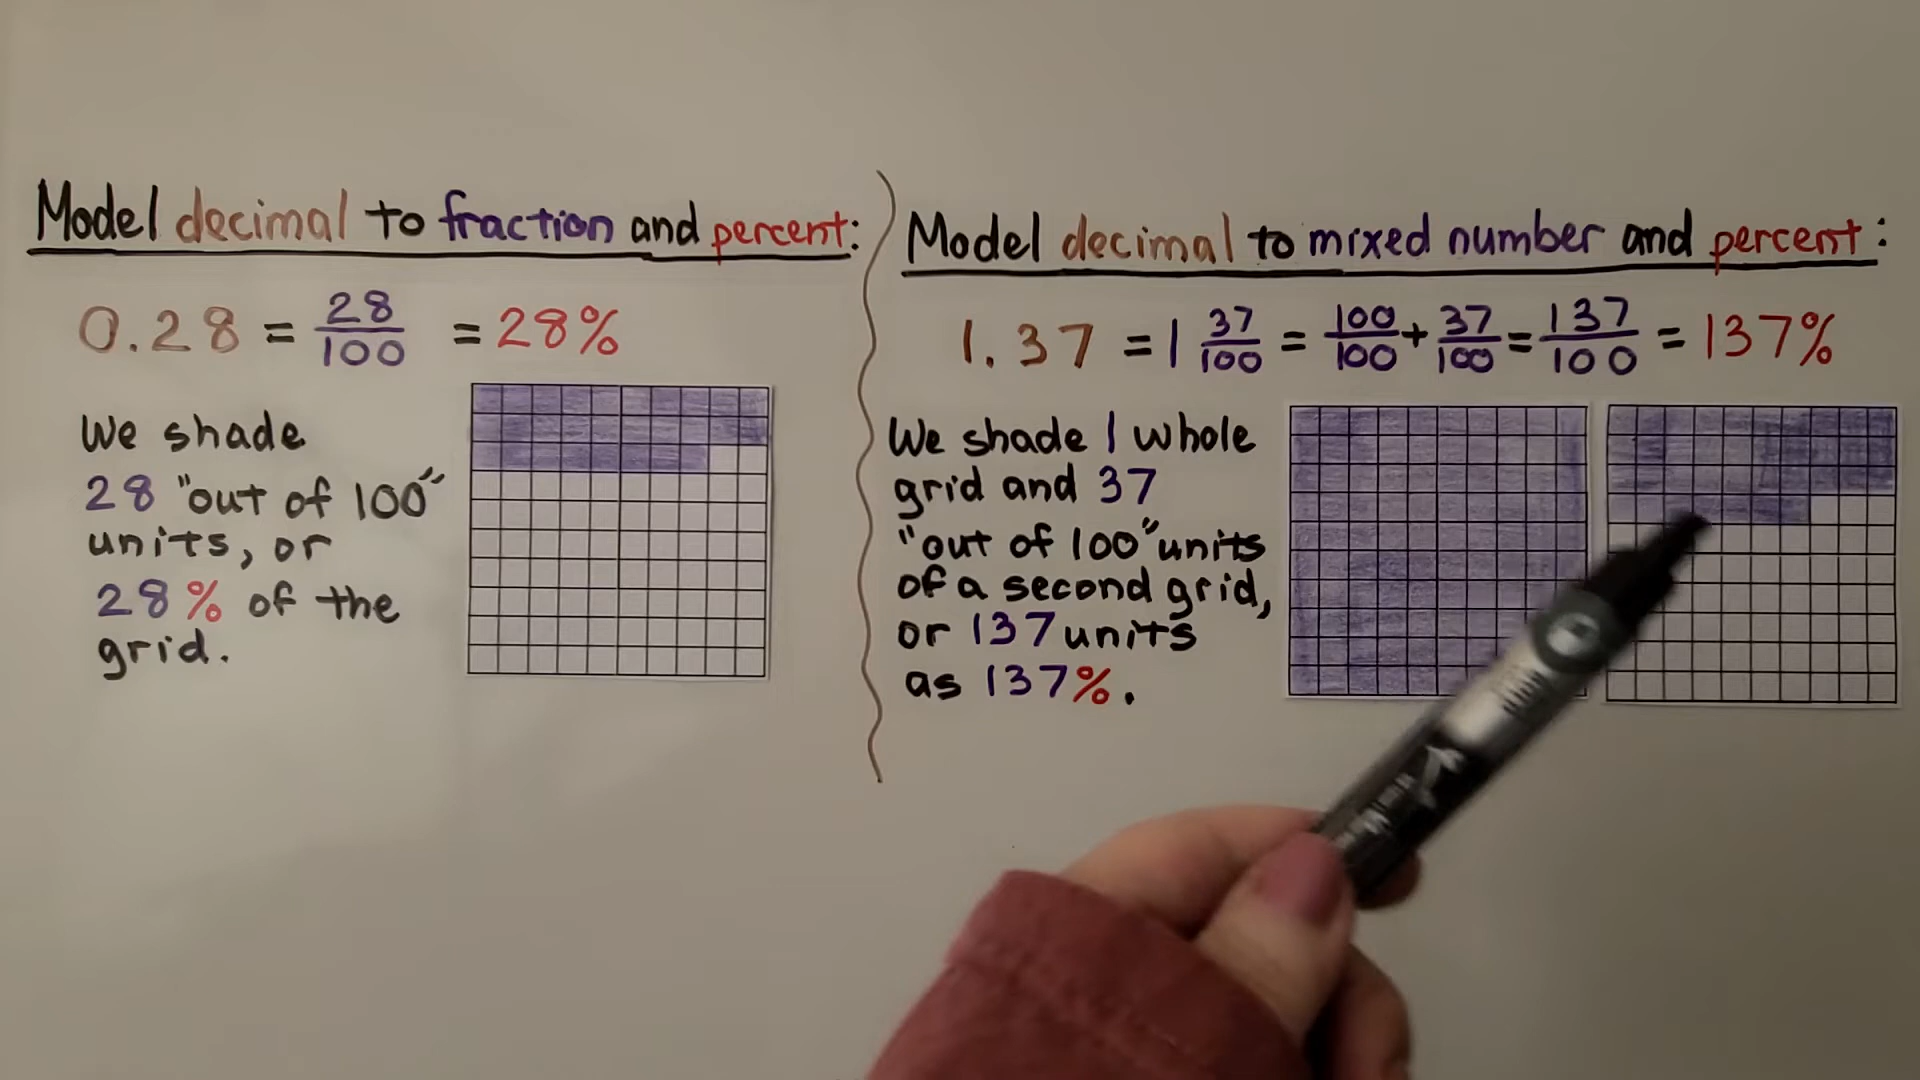 Model decimal to fraction and percent:
0.28 = 28/100 = 28%
We shade
28 "out of 100"
units, or
28% of the
grid.
Model decimal to mixed number and percent:
1.37 = 1 37/100 = 100/100 + 37/100 = 137/100 = 137%
We shade 1 whole
grid and 37
"out of 100" units
of a second grid,
or 137 units
as 137%.